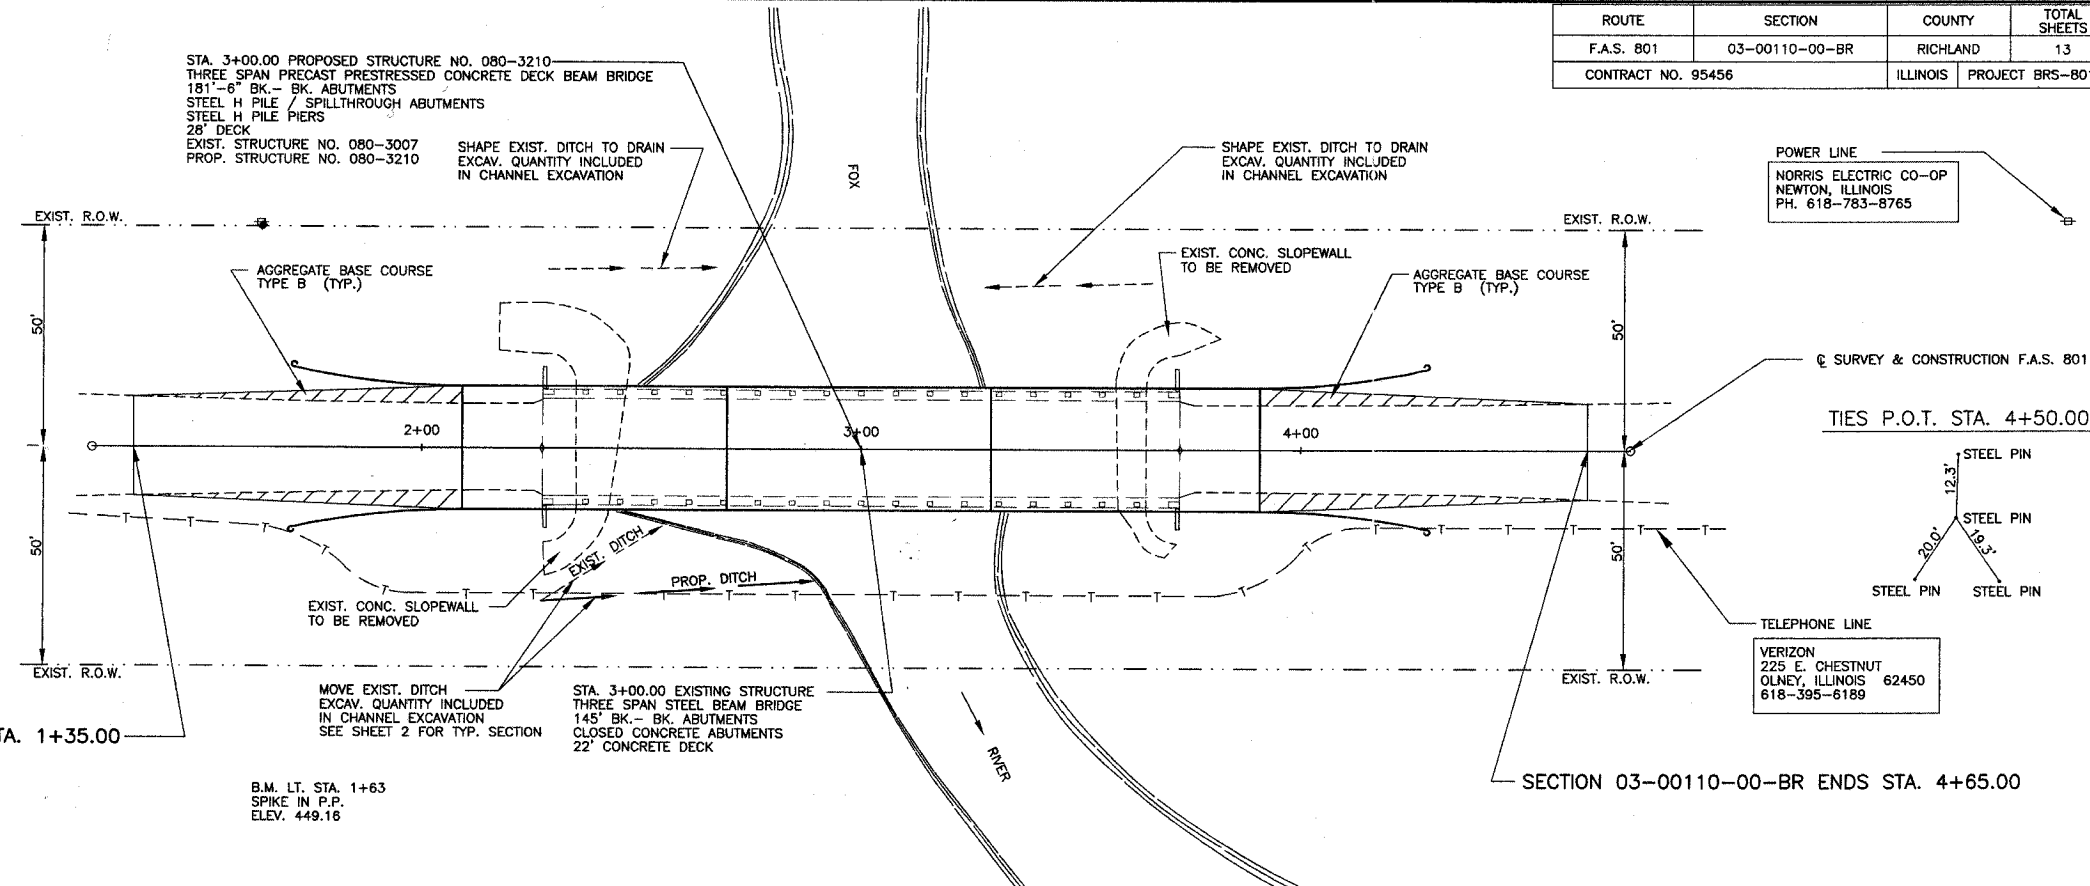 ROUTE SECTION COUNTY TOTAL SHEETS
F.A.S. 801 03-00110-00-BR RICHLAND 13
CONTRACT NO. 95456 ILLINOIS PROJECT BRS-801
STA. 3+00.00 PROPOSED STRUCTURE NO. 080-3210
THREE SPAN PRECAST PRESTRESSED CONCRETE DECK BEAM BRIDGE
181'-6" BK.- BK. ABUTMENTS
STEEL H PILE / SPILLTHROUGH ABUTMENTS
STEEL H PILE PIERS
28' DECK
EXIST. STRUCTURE NO. 080-3007
PROP. STRUCTURE NO. 080-3210
SHAPE EXIST. DITCH TO DRAIN
EXCAV. QUANTITY INCLUDED
IN CHANNEL EXCAVATION
FOX
SHAPE EXIST. DITCH TO DRAIN
EXCAV. QUANTITY INCLUDED
IN CHANNEL EXCAVATION
POWER LINE
NORRIS ELECTRIC CO-OP
NEWTON, ILLINOIS
PH. 618-783-8765
EXIST. R.O.W.
EXIST. R.O.W.
AGGREGATE BASE COURSE
TYPE B (TYP.)
EXIST. CONC. SLOPEWALL
TO BE REMOVED
AGGREGATE BASE COURSE
TYPE B (TYP.)
50'
50'
℄ SURVEY & CONSTRUCTION F.A.S. 801
2+00
3+00
4+00
TIES P.O.T. STA. 4+50.00
STEEL PIN
12.3'
STEEL PIN
20.0'
19.3'
STEEL PIN
STEEL PIN
50'
50'
T T T T T T T T T T T T T T T T T T T T T T
EXIST. DITCH
PROP. DITCH
EXIST. CONC. SLOPEWALL
TO BE REMOVED
TELEPHONE LINE
VERIZON
225 E. CHESTNUT
OLNEY, ILLINOIS 62450
618-395-6189
EXIST. R.O.W.
EXIST. R.O.W.
MOVE EXIST. DITCH
EXCAV. QUANTITY INCLUDED
IN CHANNEL EXCAVATION
SEE SHEET 2 FOR TYP. SECTION
STA. 3+00.00 EXISTING STRUCTURE
THREE SPAN STEEL BEAM BRIDGE
145' BK.- BK. ABUTMENTS
CLOSED CONCRETE ABUTMENTS
22' CONCRETE DECK
RIVER
TA. 1+35.00
SECTION 03-00110-00-BR ENDS STA. 4+65.00
B.M. LT. STA. 1+63
SPIKE IN P.P.
ELEV. 449.16